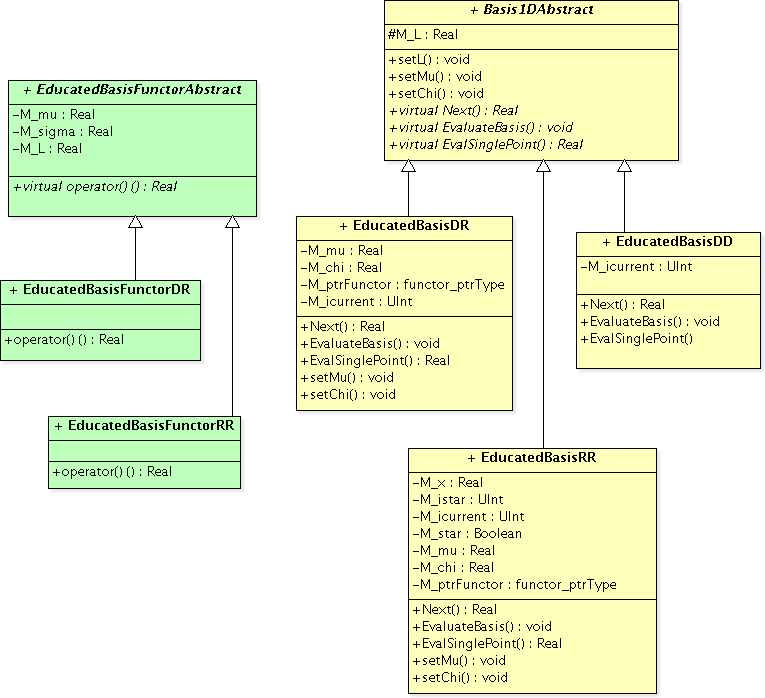 + EducatedBasisFunctorAbstract
-M_mu : Real
-M_sigma : Real
-M_L : Real
+virtual operator() () : Real
+ EducatedBasisFunctorDR
+operator() () : Real
+ EducatedBasisFunctorRR
+operator() () : Real
+ Basis1DAbstract
#M_L : Real
+setL() : void
+setMu() : void
+setChi() : void
+virtual Next() : Real
+virtual EvaluateBasis() : void
+virtual EvalSinglePoint() : Real
+ EducatedBasisDR
-M_mu : Real
-M_chi : Real
-M_ptrFunctor : functor_ptrType
-M_icurrent : UInt
+Next() : Real
+EvaluateBasis() : void
+EvalSinglePoint() : Real
+setMu() : void
+setChi() : void
+ EducatedBasisDD
-M_icurrent : UInt
+Next() : Real
+EvaluateBasis() : void
+EvalSinglePoint()
+ EducatedBasisRR
-M_x : Real
-M_istar : UInt
-M_icurrent : UInt
-M_star : Boolean
-M_mu : Real
-M_chi : Real
-M_ptrFunctor : functor_ptrType
+Next() : Real
+EvaluateBasis() : void
+EvalSinglePoint() : Real
+setMu() : void
+setChi() : void